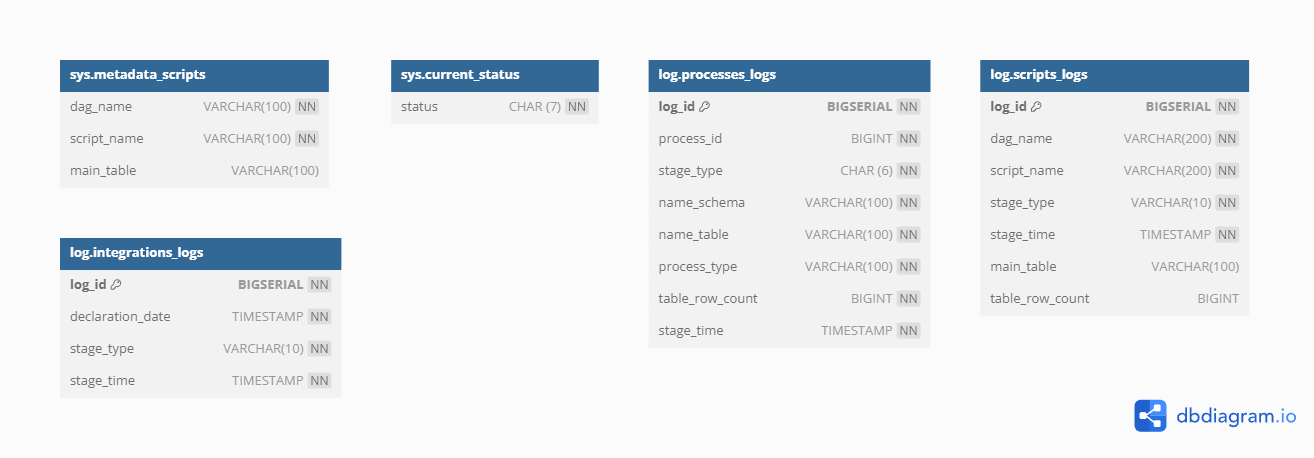 sys.metadata_scripts
dag_name VARCHAR(100) NN
script_name VARCHAR(100) NN
main_table VARCHAR(100)
sys.current_status
status CHAR (7) NN
log.processes_logs
log_id BIGSERIAL NN
process_id BIGINT NN
stage_type CHAR (6) NN
name_schema VARCHAR(100) NN
name_table VARCHAR(100) NN
process_type VARCHAR(100) NN
table_row_count BIGINT NN
stage_time TIMESTAMP NN
log.scripts_logs
log_id BIGSERIAL NN
dag_name VARCHAR(200) NN
script_name VARCHAR(200) NN
stage_type VARCHAR(10) NN
stage_time TIMESTAMP NN
main_table VARCHAR(100)
table_row_count BIGINT
log.integrations_logs
log_id BIGSERIAL NN
declaration_date TIMESTAMP NN
stage_type VARCHAR(10) NN
stage_time TIMESTAMP NN
dbdiagram.io